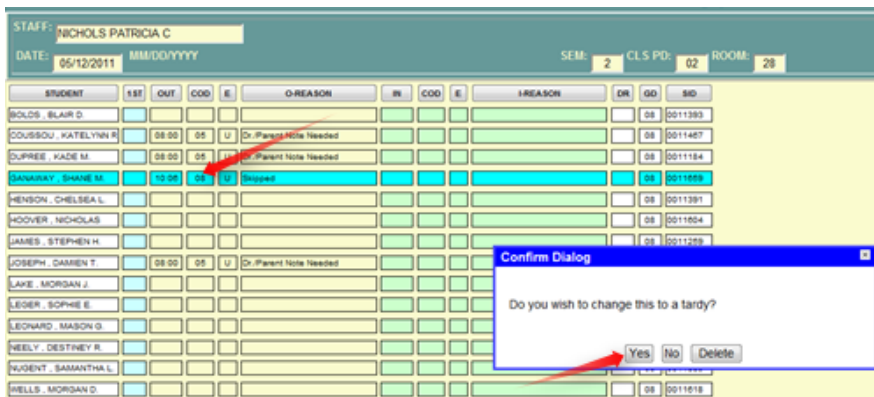 STAFF: NICHOLS PATRICIA C
DATE: 05/12/2011 MM/DD/YYYY SEM: 2 CLS PD: 02 ROOM: 28
STUDENT 1ST OUT COD E O-REASON IN COD E I-REASON DR GD SID
BOLDS , BLAIR D. 08 0011393
COUSSOU , KATELYNN R 08:00 05 U Dr./Parent Note Needed 08 0011467
DUPREE , KADE M. 08:00 05 U Dr./Parent Note Needed 08 0011184
GANAWAY , SHANE M. 10:06 08 U Skipped 08 0011669
HENSON , CHELSEA L. 08 0011391
HOOVER , NICHOLAS 08 0011604
JAMES , STEPHEN H. 08 0011269
JOSEPH , DAMIEN T. 08:00 05 U Dr./Parent Note Needed
LAKE , MORGAN J.
LEGER , SOPHIE E.
LEONARD , MASON G.
NEELY , DESTINEY R.
NUGENT , SAMANTHA L.
WELLS , MORGAN D. 08 0011618
Confirm Dialog
Do you wish to change this to a tardy?
Yes No Delete